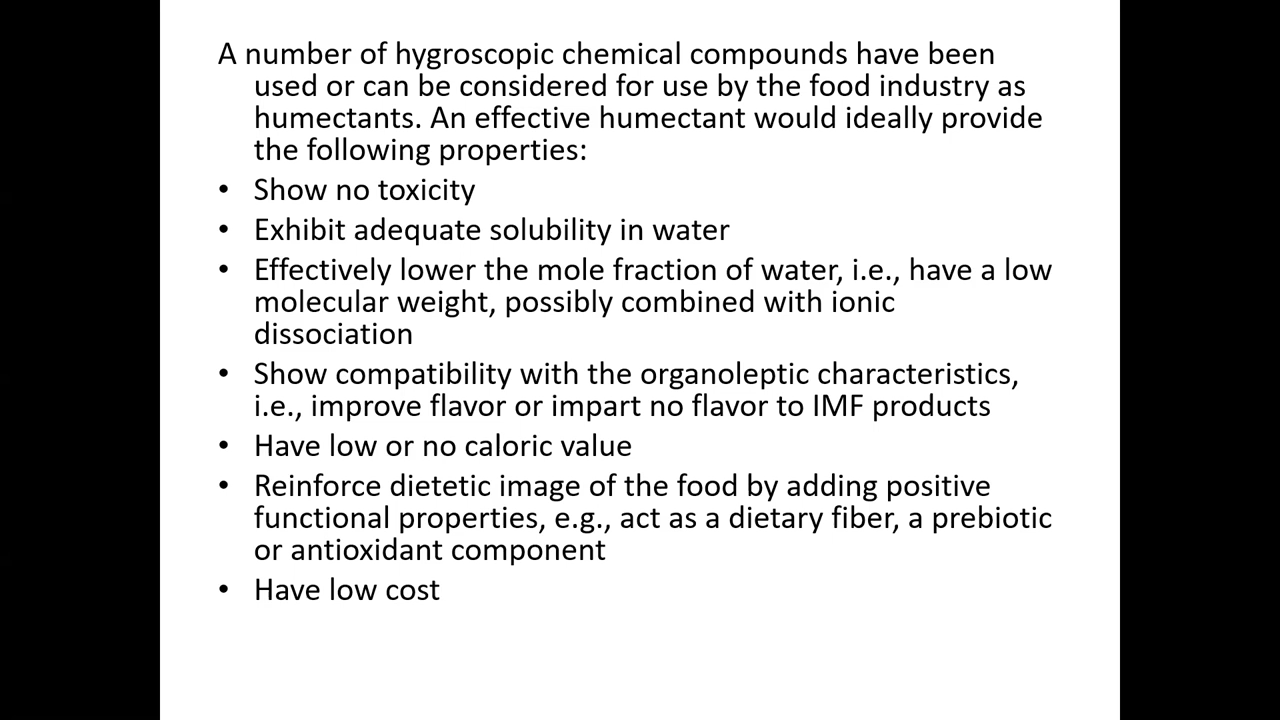 A number of hygroscopic chemical compounds have been
used or can be considered for use by the food industry as
humectants. An effective humectant would ideally provide
the following properties:
• Show no toxicity
• Exhibit adequate solubility in water
• Effectively lower the mole fraction of water, i.e., have a low
molecular weight, possibly combined with ionic
dissociation
• Show compatibility with the organoleptic characteristics,
i.e., improve flavor or impart no flavor to IMF products
• Have low or no caloric value
• Reinforce dietetic image of the food by adding positive
functional properties, e.g., act as a dietary fiber, a prebiotic
or antioxidant component
• Have low cost